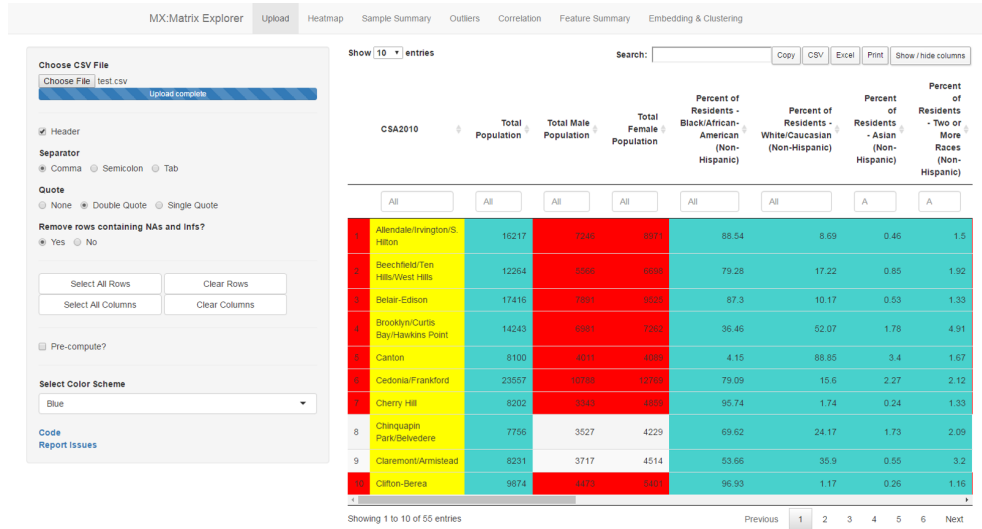 MX:Matrix Explorer Upload Heatmap Sample Summary Outliers Correlation Feature Summary Embedding & Clustering
Choose CSV File
Choose File test.csv
Upload complete
Header
Separator
Comma Semicolon Tab
Quote
None Double Quote Single Quote
Remove rows containing NAs and Infs?
Yes No
Select All Rows Clear Rows
Select All Columns Clear Columns
Pre-compute?
Select Color Scheme
Blue
Code
Report Issues
Show 10 entries Search: Copy CSV Excel Print Show / hide columns
CSA2010
Total
Population
Total Male
Population
Total
Female
Population
Percent of
Residents -
Black/African-
American
(Non-
Hispanic)
Percent of
Residents -
White/Caucasian
(Non-Hispanic)
Percent
of
Residents
- Asian
(Non-
Hispanic)
Percent
of
Residents
- Two or
More
Races
(Non-
Hispanic)
All All All All All All A A
1 Allendale/Irvington/S.
Hilton 16217 7246 8971 88.54 8.69 0.46 1.5
2 Beechfield/Ten
Hills/West Hills 12264 79.28 17.22 0.85 1.92
3 Belair-Edison 17416 87.3 10.17 0.53 1.33
4 Brooklyn/Curtis
Bay/Hawkins Point 14243 36.46 52.07 1.78 4.91
5 Canton 8100 4.15 88.85 3.4 1.67
6 Cedonia/Frankford 23557 79.09 15.6 2.27 2.12
7 Cherry Hill 8202 95.74 1.74 0.24 1.33
8 Chinquapin
Park/Belvedere 7756 3527 4229 69.62 24.17 1.73 2.09
9 Claremont/Armistead 8231 3717 4514 53.66 35.9 0.55 3.2
10 Clifton-Berea 9874 4473 5401 96.93 1.17 0.26 1.16
Showing 1 to 10 of 55 entries Previous 1 2 3 4 5 6 Next